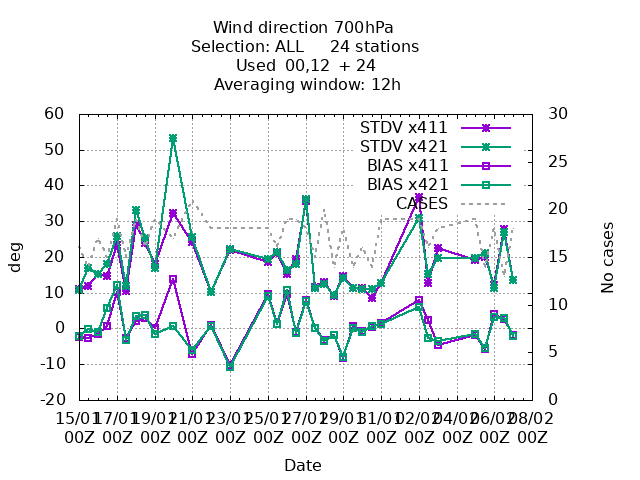 Wind direction 700hPa
Selection: ALL 24 stations
Used 00,12 + 24
Averaging window: 12h
60 30
50 25
40 20
30 15
20 10
10 5
0 0
-10
-20
STDV x411
STDV x421
BIAS x411
BIAS x421
CASES
deg
No cases
15/01 17/01 19/01 21/01 23/01 25/01 27/01 29/01 31/01 02/02 04/02 06/02 08/02
00Z 00Z 00Z 00Z 00Z 00Z 00Z 00Z 00Z 00Z 00Z 00Z 00Z
Date